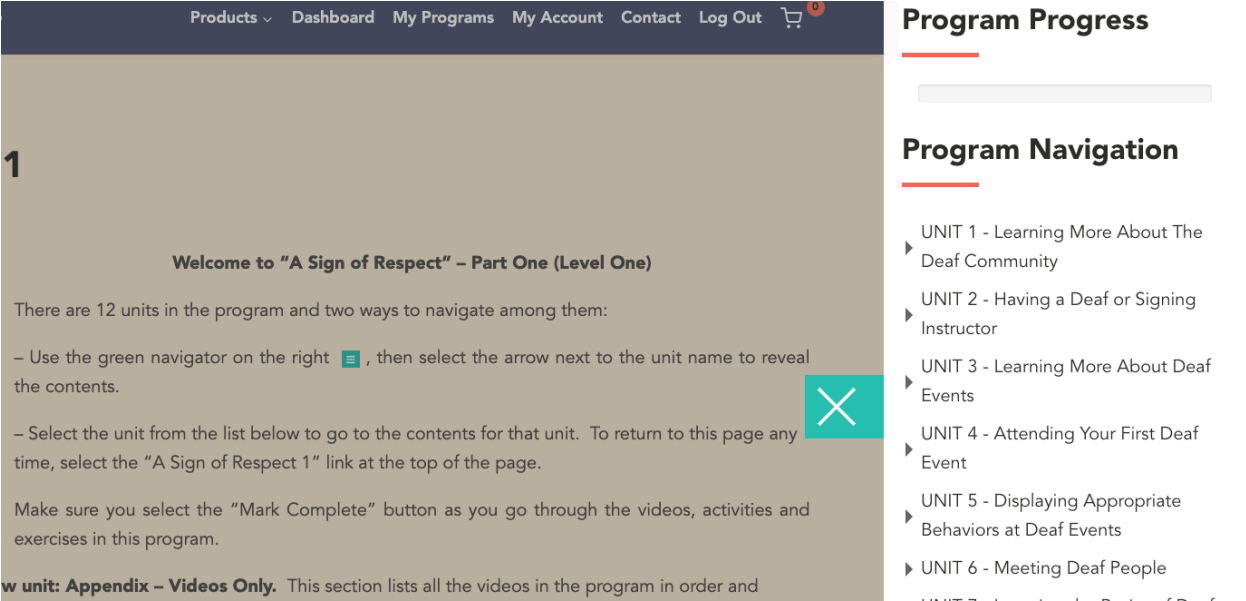 Products Dashboard My Programs My Account Contact Log Out 0
1
Welcome to “A Sign of Respect” – Part One (Level One)
There are 12 units in the program and two ways to navigate among them:
– Use the green navigator on the right , then select the arrow next to the unit name to reveal
the contents.
– Select the unit from the list below to go to the contents for that unit. To return to this page any
time, select the “A Sign of Respect 1” link at the top of the page.
Make sure you select the “Mark Complete” button as you go through the videos, activities and
exercises in this program.
w unit: Appendix – Videos Only. This section lists all the videos in the program in order and
Program Progress
Program Navigation
UNIT 1 - Learning More About The
Deaf Community
UNIT 2 - Having a Deaf or Signing
Instructor
UNIT 3 - Learning More About Deaf
Events
UNIT 4 - Attending Your First Deaf
Event
UNIT 5 - Displaying Appropriate
Behaviors at Deaf Events
UNIT 6 - Meeting Deaf People